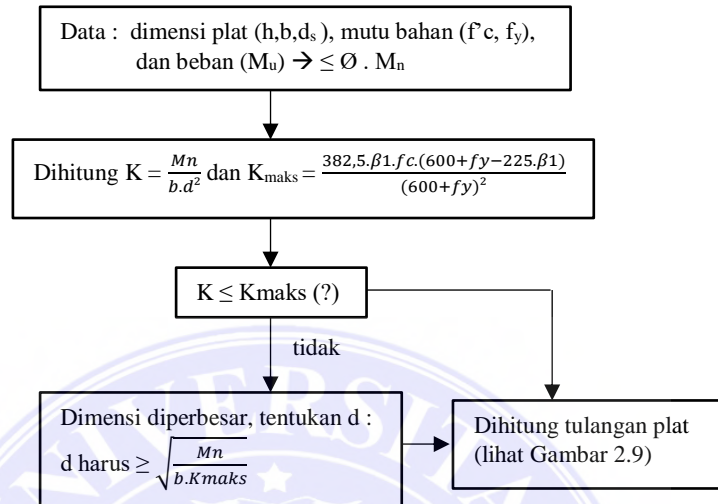 Data : dimensi plat (h,b,dₛ), mutu bahan (f'c, f_y),
dan beban (Mᵤ) → ≤ Ø . Mₙ
Dihitung K = Mn/b.d² dan K_maks = 382,5.β1.fc.(600+fy−225.β1)/(600+fy)²
K ≤ Kmaks (?)
tidak
Dimensi diperbesar, tentukan d :
d harus ≥ √(Mn/b.Kmaks)
Dihitung tulangan plat
(lihat Gambar 2.9)